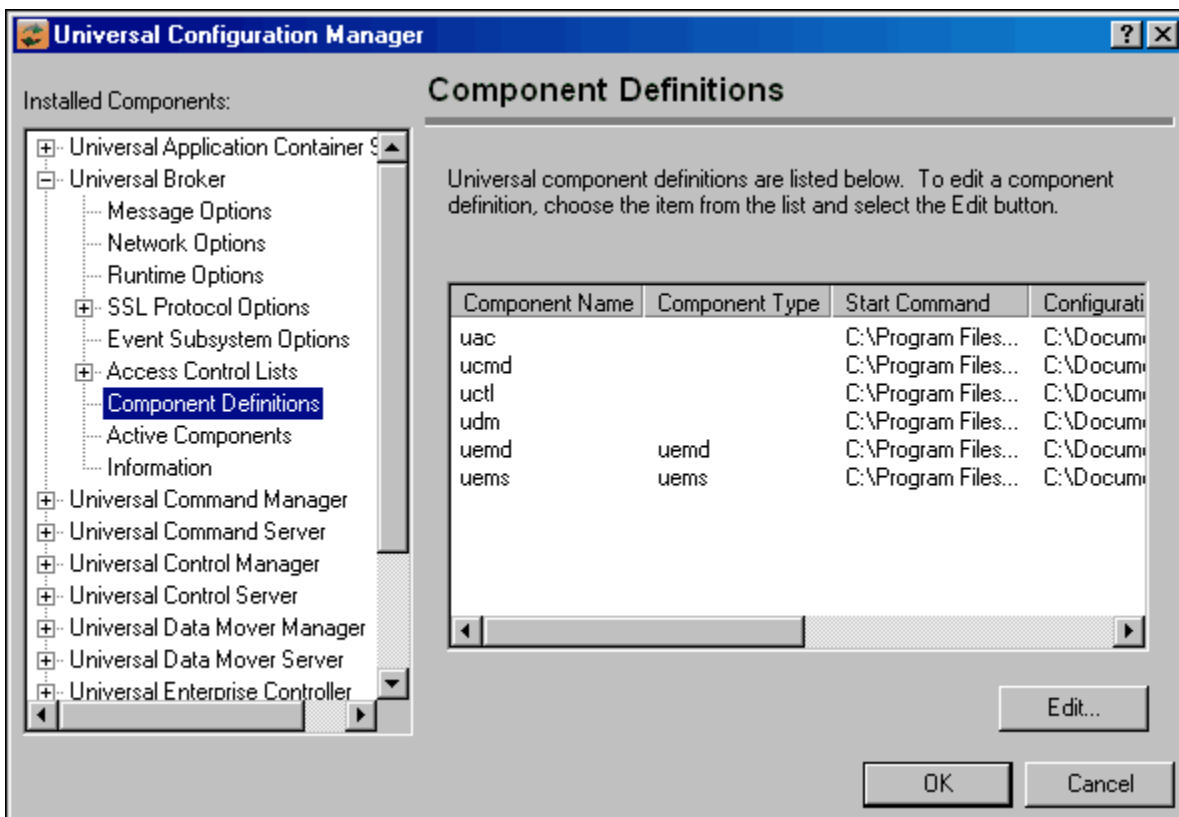 Universal Configuration Manager
Installed Components:
Universal Application Container S
Universal Broker
Message Options
Network Options
Runtime Options
SSL Protocol Options
Event Subsystem Options
Access Control Lists
Component Definitions
Active Components
Information
Universal Command Manager
Universal Command Server
Universal Control Manager
Universal Control Server
Universal Data Mover Manager
Universal Data Mover Server
Universal Enterprise Controller
Component Definitions
Universal component definitions are listed below. To edit a component
definition, choose the item from the list and select the Edit button.
Component Name Component Type Start Command Configurati
uac C:\Program Files... C:\Docum
ucmd C:\Program Files... C:\Docum
uctl C:\Program Files... C:\Docum
udm C:\Program Files... C:\Docum
uemd uemd C:\Program Files... C:\Docum
uems uems C:\Program Files... C:\Docum
Edit...
OK Cancel